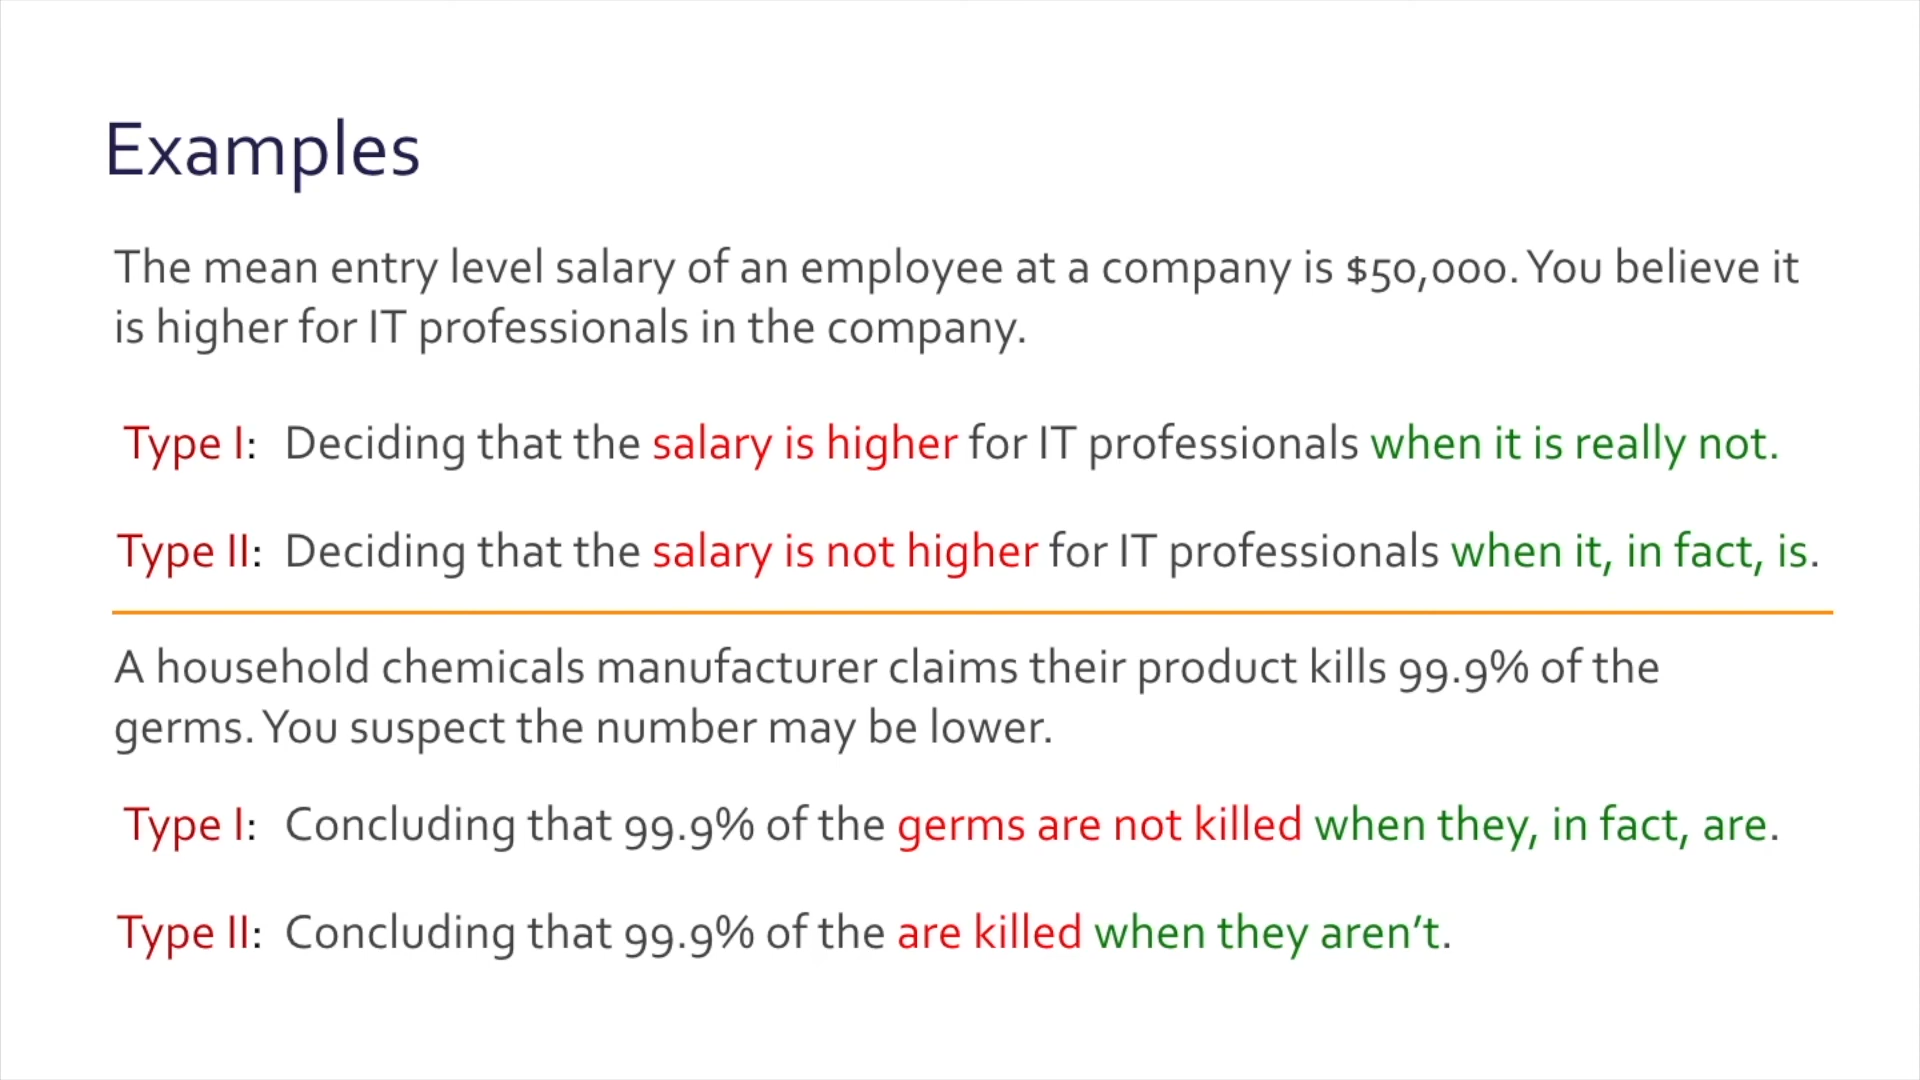 Examples
The mean entry level salary of an employee at a company is $50,000. You believe it
is higher for IT professionals in the company.
Type I: Deciding that the salary is higher for IT professionals when it is really not.
Type II: Deciding that the salary is not higher for IT professionals when it, in fact, is.
A household chemicals manufacturer claims their product kills 99.9% of the
germs. You suspect the number may be lower.
Type I: Concluding that 99.9% of the germs are not killed when they, in fact, are.
Type II: Concluding that 99.9% of the are killed when they aren’t.